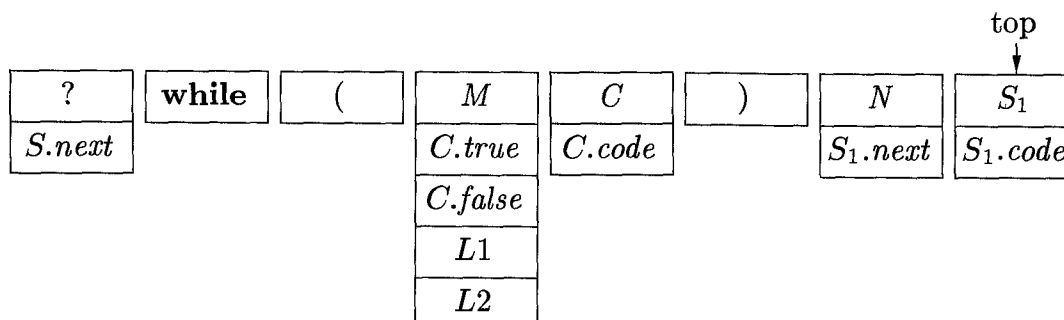 top
? while ( M C ) N S₁
S.next C.true C.code S₁.next S₁.code
C.false
L1
L2